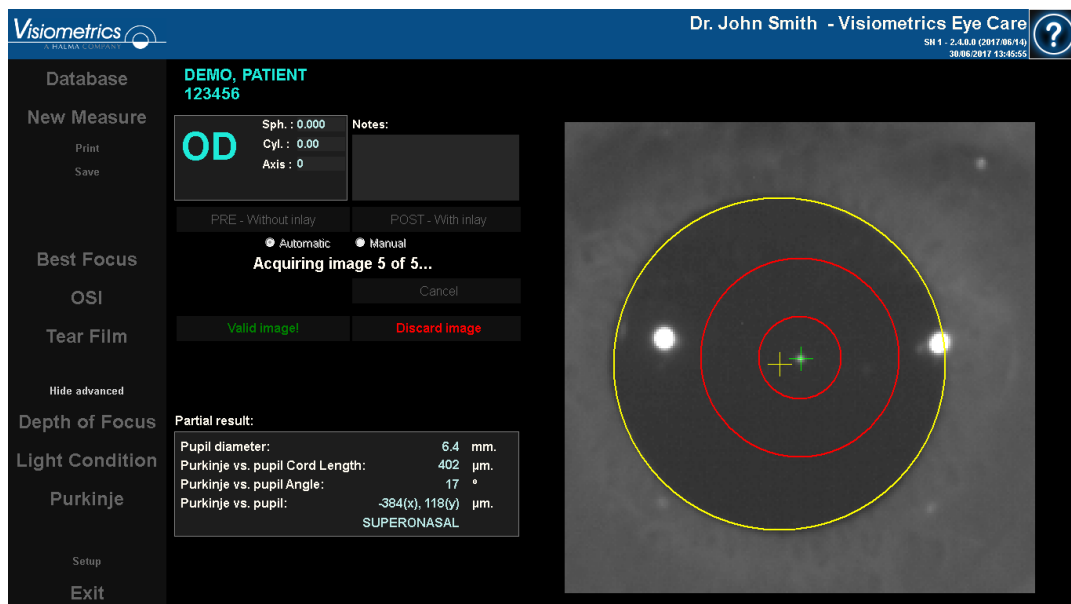 Visiometrics
A HALMA COMPANY
Dr. John Smith - Visiometrics Eye Care
SN 1 - 2.4.0.0 (2017/06/14)
30/06/2017 13:45:55
?
Database
New Measure
Print
Save
Best Focus
OSI
Tear Film
Hide advanced
Depth of Focus
Light Condition
Purkinje
Setup
Exit
DEMO, PATIENT
123456
OD
Sph. : 0.000
Cyl. : 0.00
Axis : 0
Notes:
PRE - Without inlay
POST - With inlay
Automatic
Manual
Acquiring image 5 of 5...
Cancel
Valid image!
Discard image
Partial result:
Pupil diameter: 6.4 mm.
Purkinje vs. pupil Cord Length: 402 µm.
Purkinje vs. pupil Angle: 17 º
Purkinje vs. pupil: -384(x), 118(y) µm.
SUPERONASAL